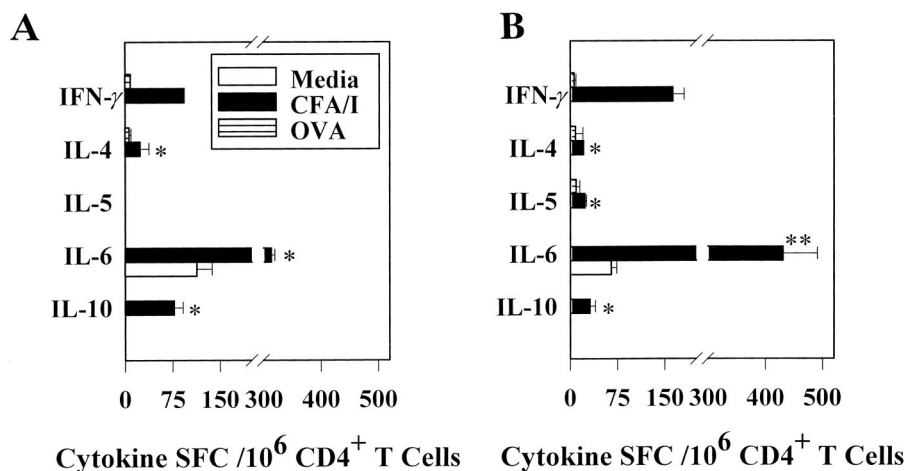 A
B
Media
CFA/I
OVA
IFN-γ
IL-4
*
IL-5
IL-6
*
IL-10
*
0 75 150 300 400 500
Cytokine SFC /10⁶ CD4⁺ T Cells
IFN-γ
IL-4
*
IL-5
*
IL-6
**
IL-10
*
0 75 150 300 400 500
Cytokine SFC /10⁶ CD4⁺ T Cells